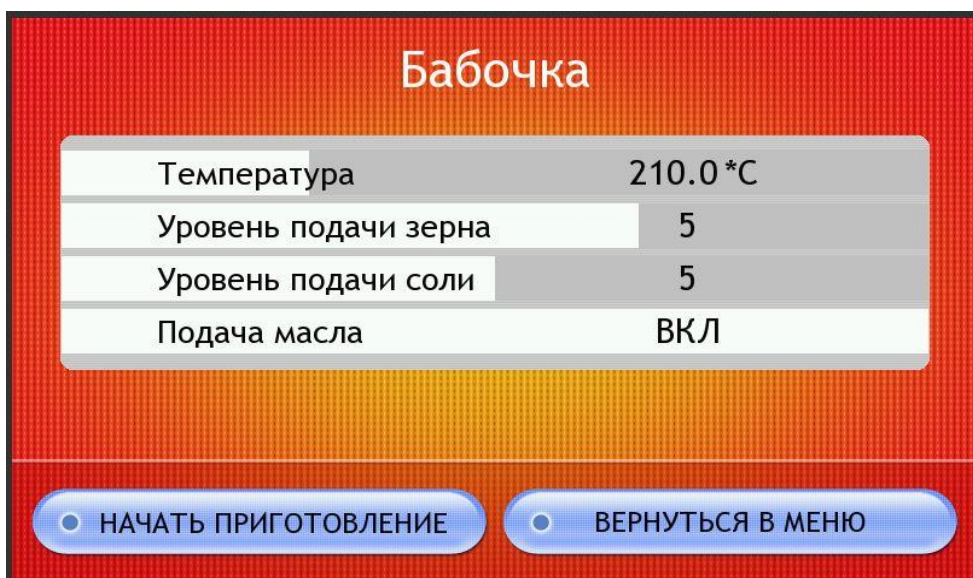 Бабочка
Температура 210.0 *C
Уровень подачи зерна 5
Уровень подачи соли 5
Подача масла ВКЛ
НАЧАТЬ ПРИГОТОВЛЕНИЕ ВЕРНУТЬСЯ В МЕНЮ